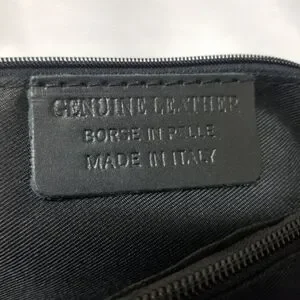 GENUINE LEATHER
BORSE IN PELLE
MADE IN ITALY